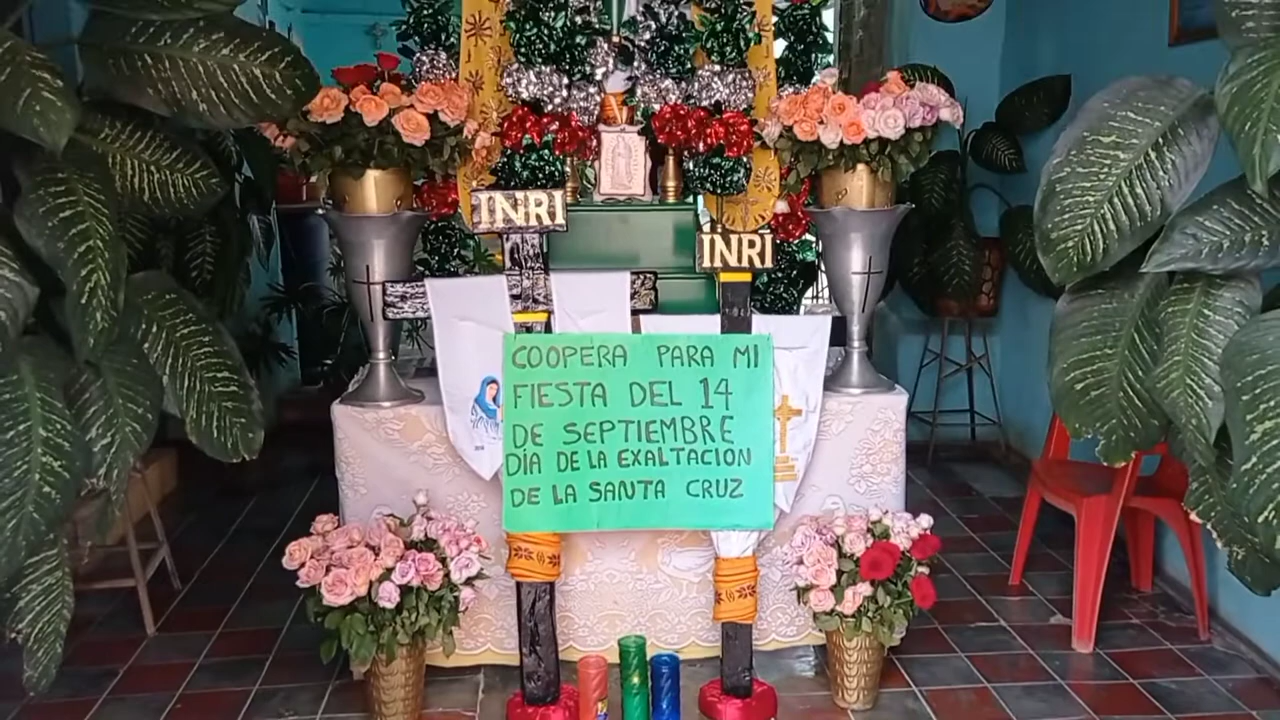 INRI
INRI
COOPERA PARA MI
FIESTA DEL 14
DE SEPTIEMBRE
DÍA DE LA EXALTACION
DE LA SANTA CRUZ